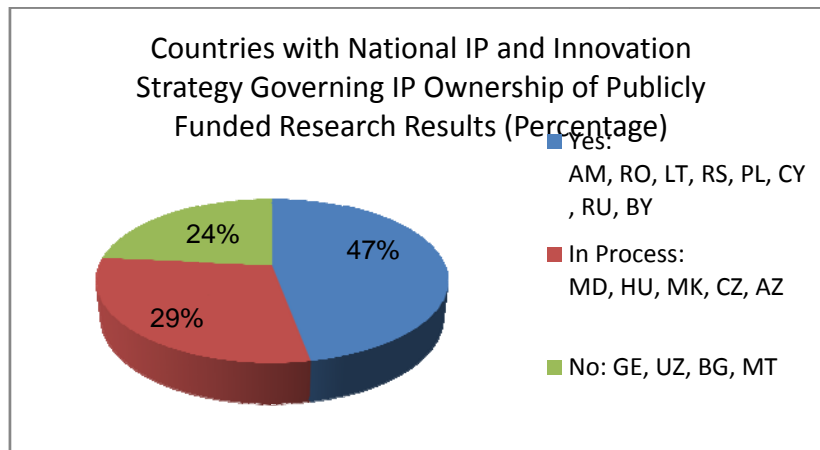 Countries with National IP and Innovation
Strategy Governing IP Ownership of Publicly
Funded Research Results (Percentage)
Yes:
AM, RO, LT, RS, PL, CY
, RU, BY
In Process:
MD, HU, MK, CZ, AZ
No: GE, UZ, BG, MT
24%
47%
29%